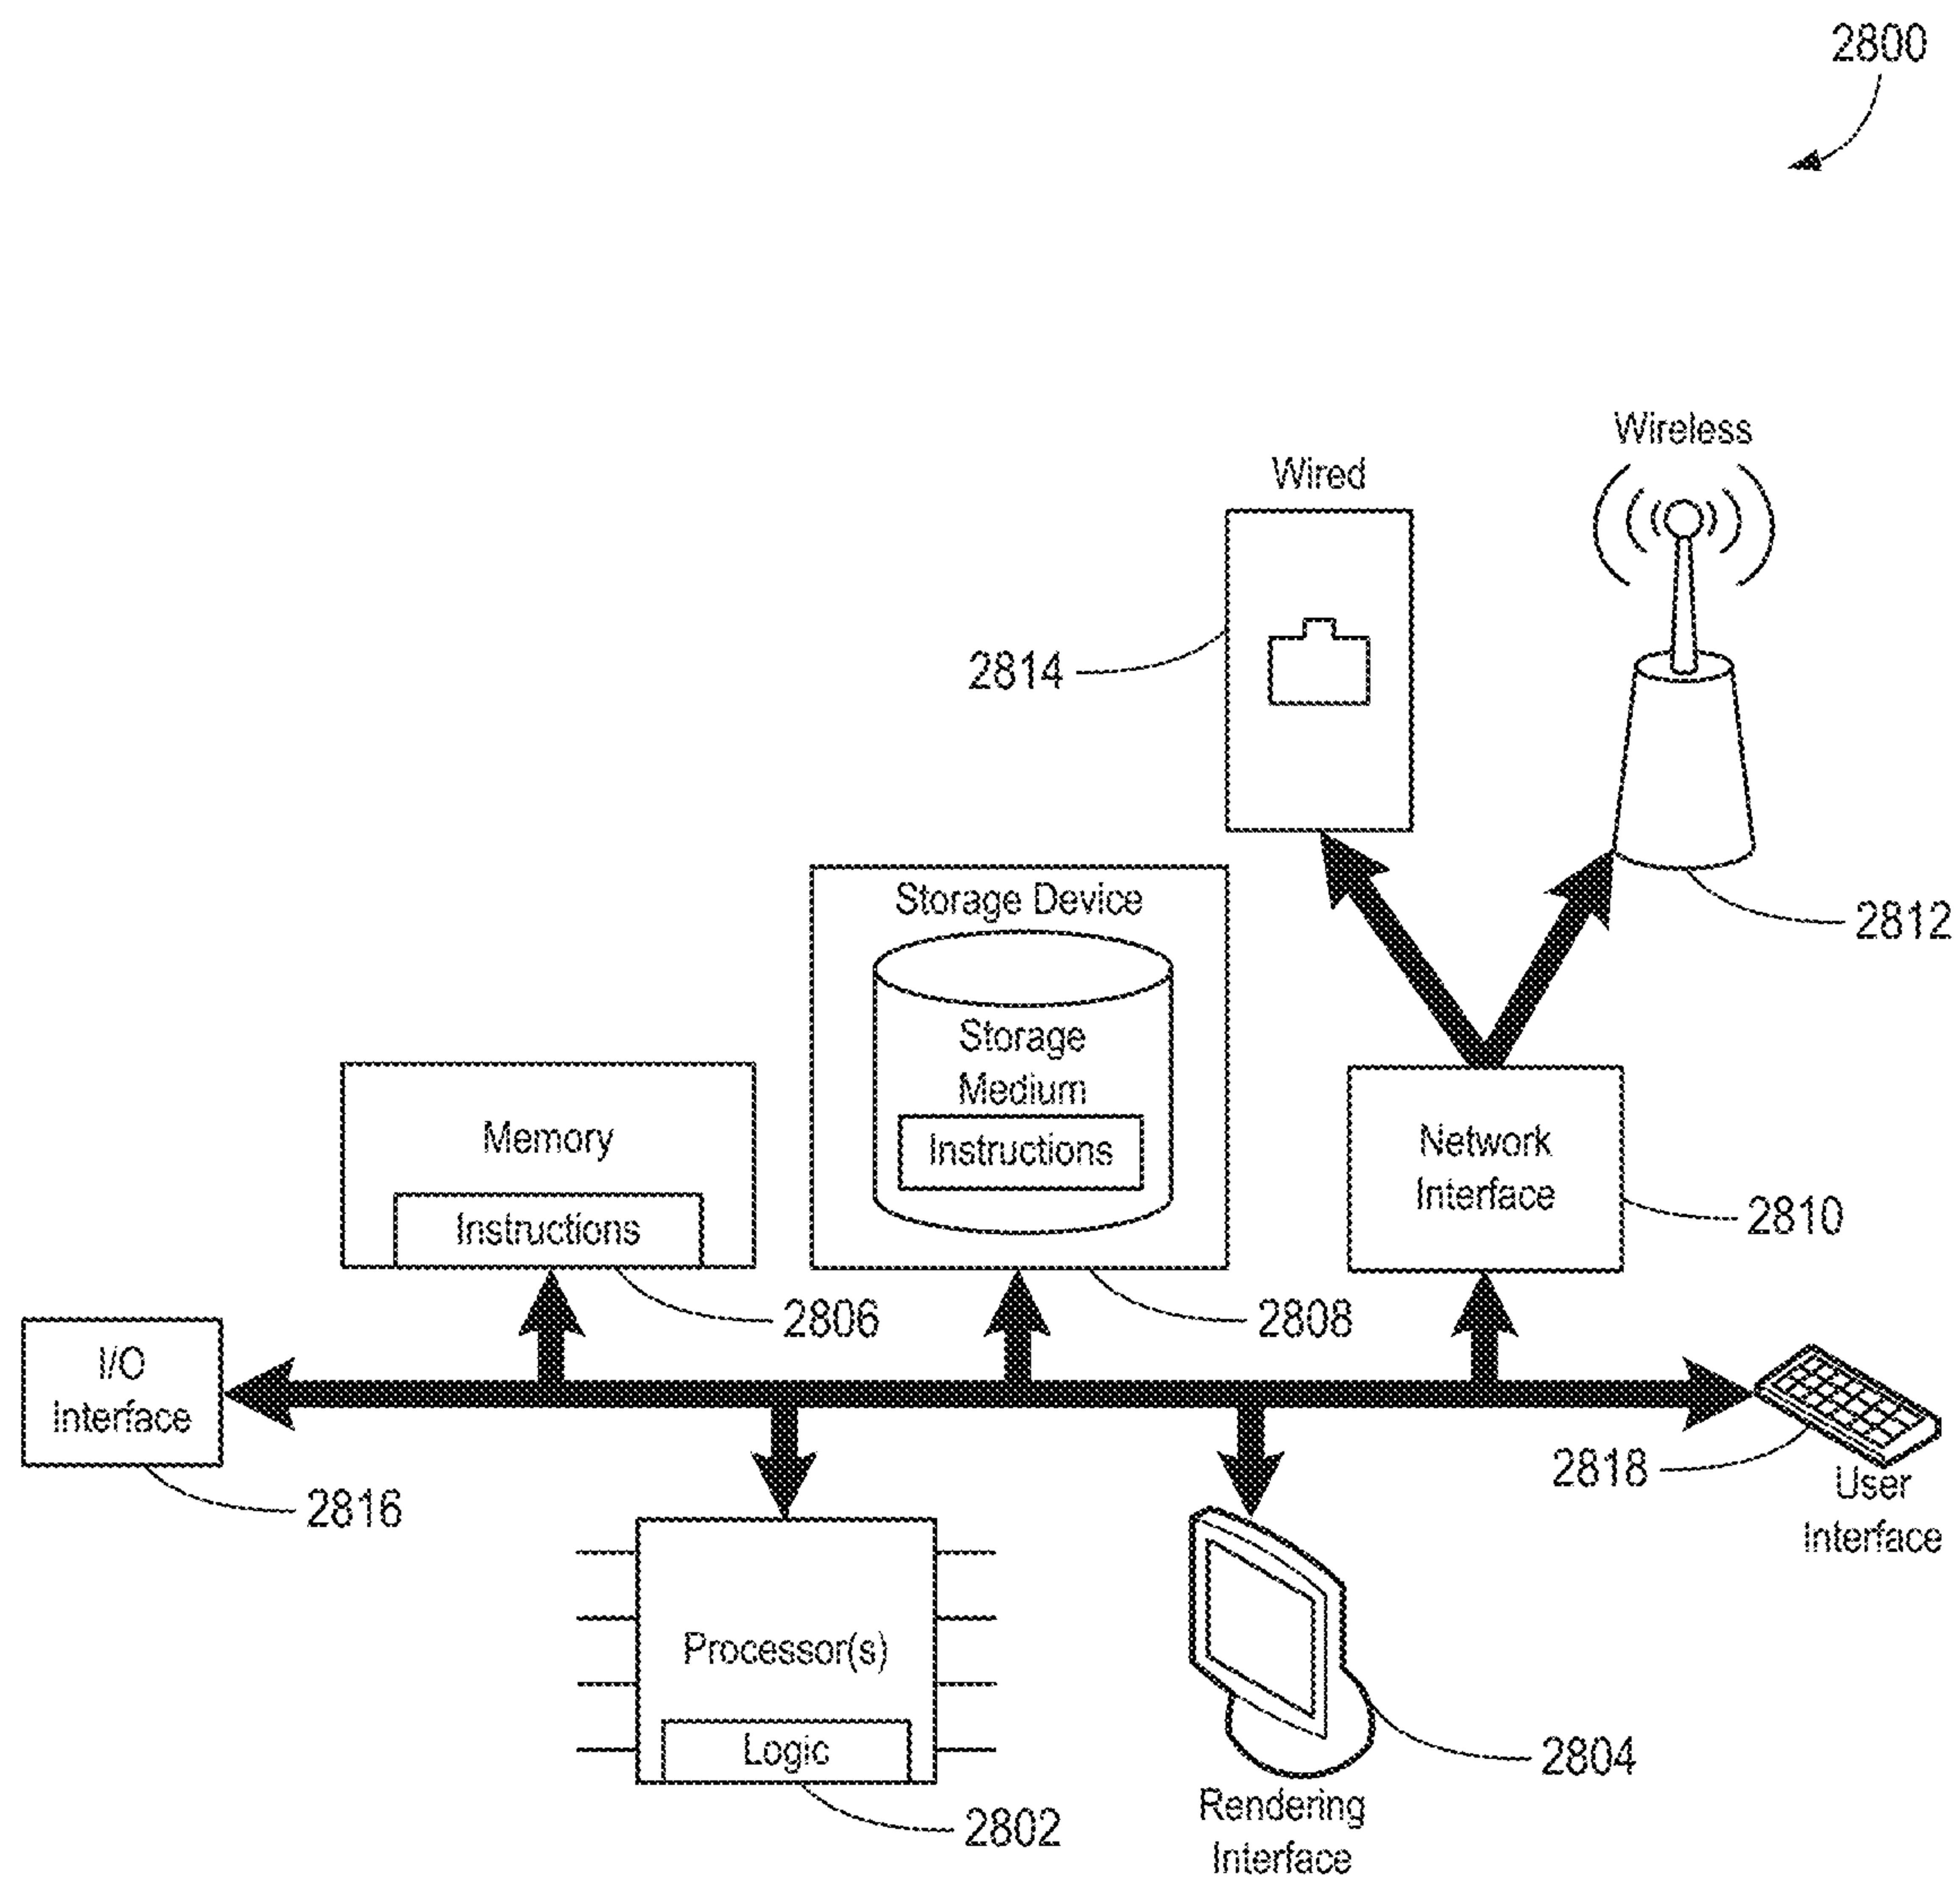 2800
Wireless
Wired
2814
2812
Storage Device
Storage
Medium
Instructions
Memory
Instructions
Network
Interface
2810
2806
2808
I/O
Interface
2816
2818
User
Interface
Processor(s)
Logic
2802
2804
Rendering
Interface